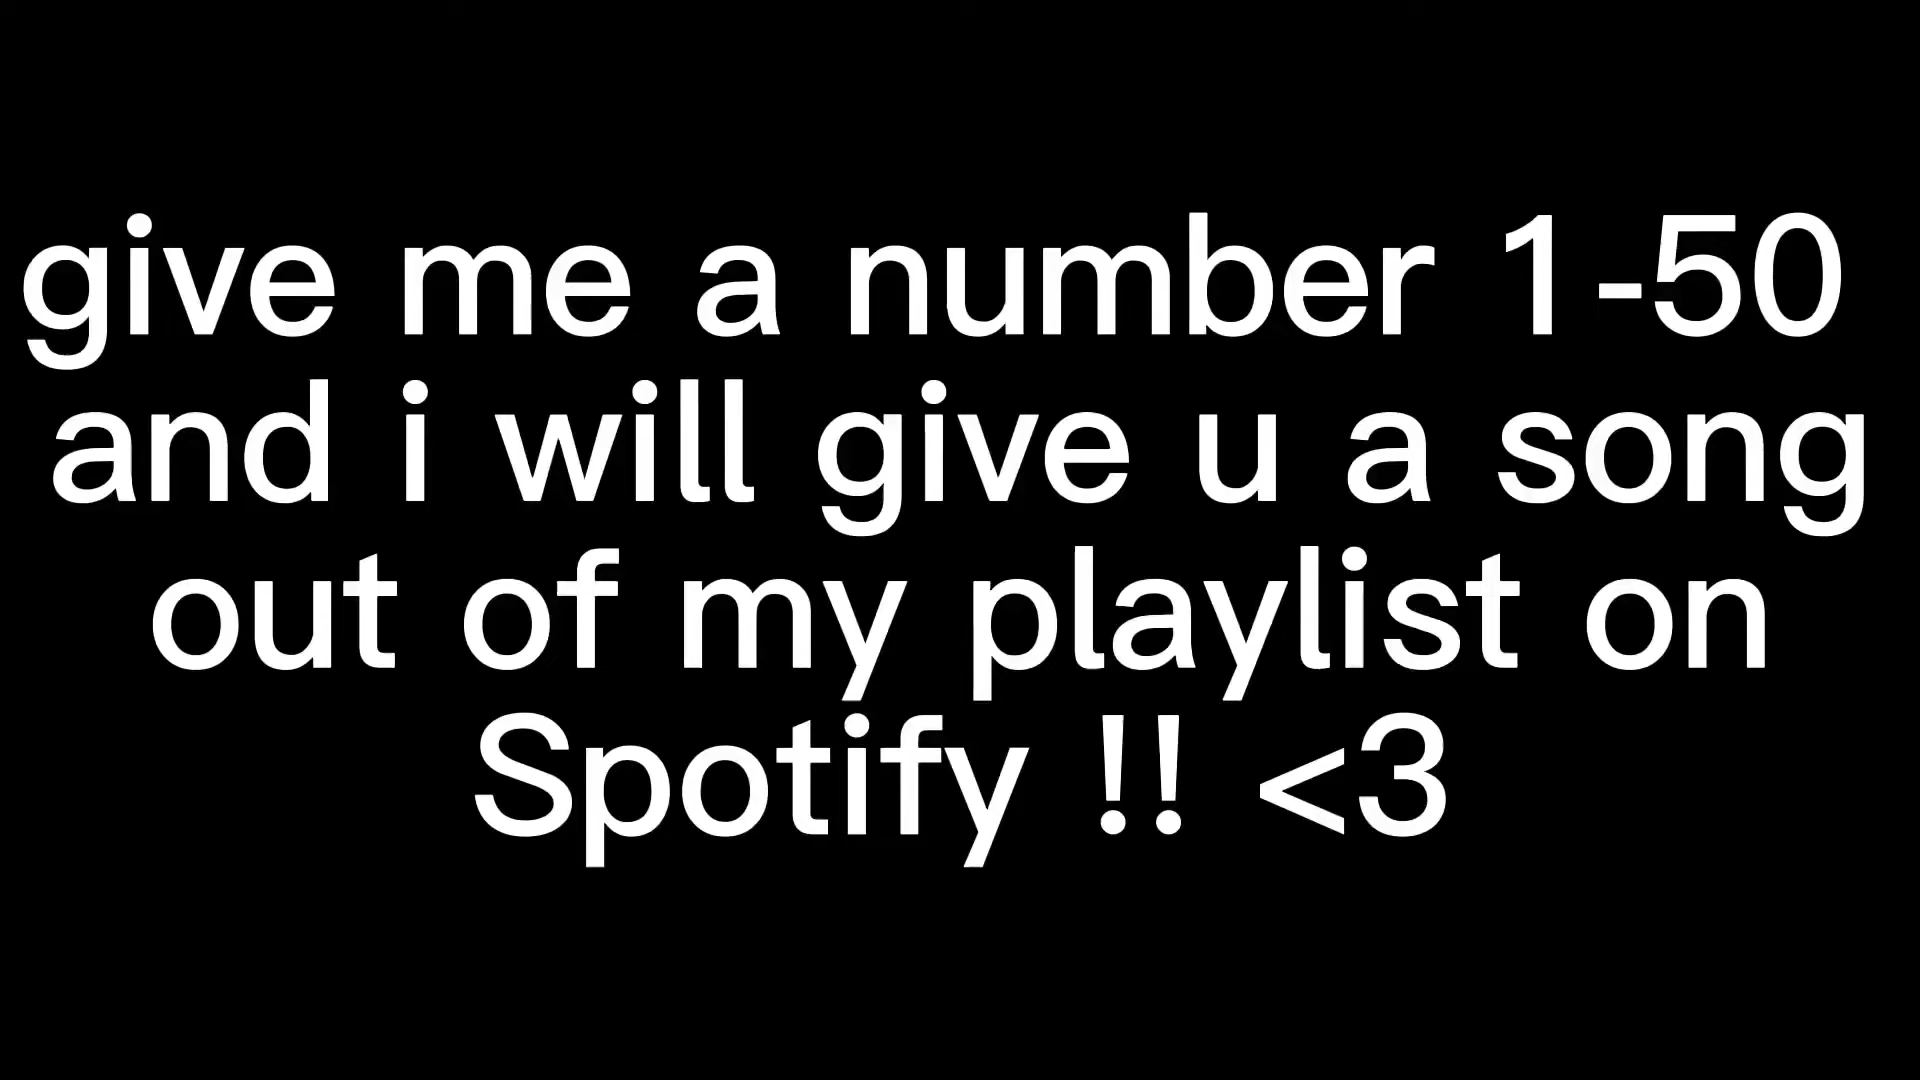 give me a number 1-50
and i will give u a song
out of my playlist on
Spotify !! <3